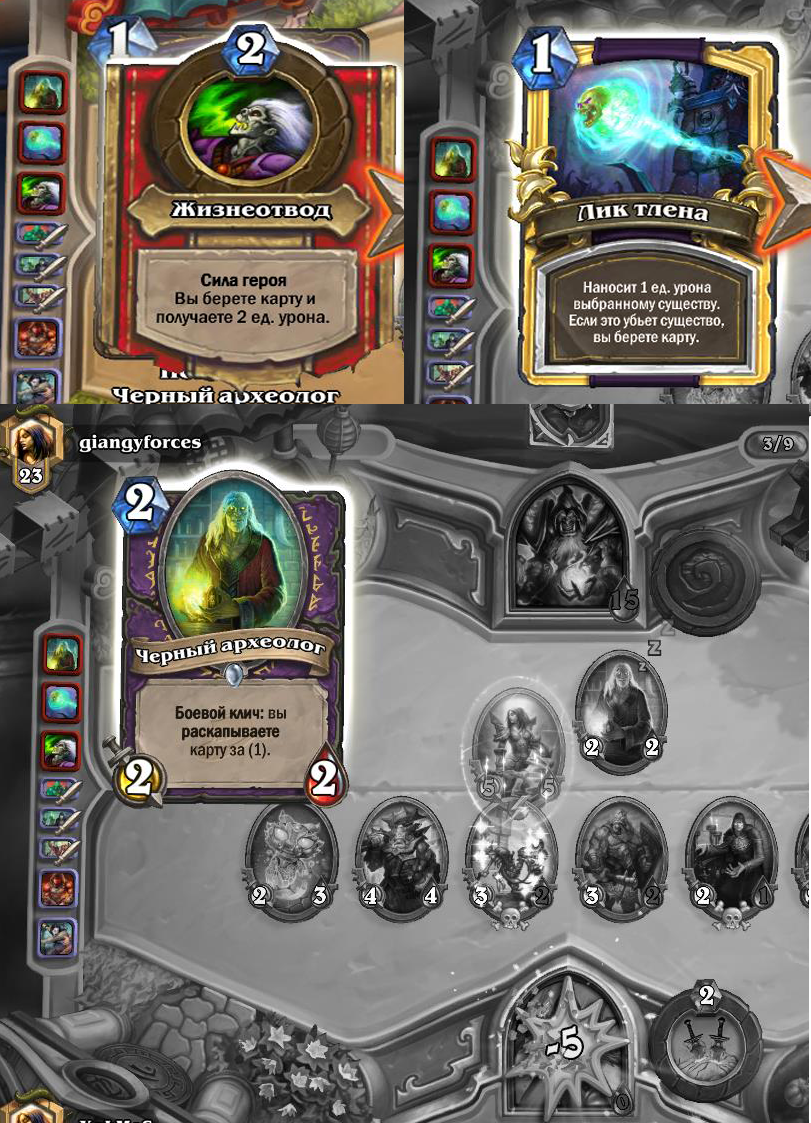 1
2
Жизнеотвод
Сила героя
Вы берете карту и
получаете 2 ед. урона.
Черный археолог
1
Лик тлена
Наносит 1 ед. урона
выбранному существу.
Если это убьет существо,
вы берете карту.
giangyforces
23
3/9
2
Черный археолог
Боевой клич: вы
раскапываете
карту за (1).
2
2
15
z
z
z
2
2
5
5
2
3
4
4
3
2
3
2
2
1
2
-5
0